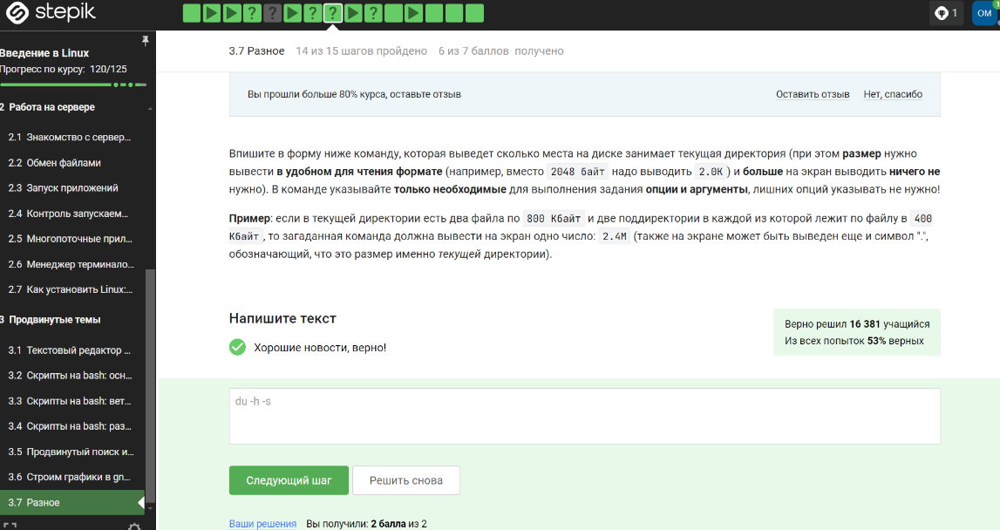 stepik
1
ОМ
Введение в Linux
Прогресс по курсу: 120/125
2 Работа на сервере
2.1 Знакомство с сервер...
2.2 Обмен файлами
2.3 Запуск приложений
2.4 Контроль запускаем...
2.5 Многопоточные прил...
2.6 Менеджер терминало...
2.7 Как установить Linux:...
3 Продвинутые темы
3.1 Текстовый редактор ...
3.2 Скрипты на bash: осн...
3.3 Скрипты на bash: вет...
3.4 Скрипты на bash: раз...
3.5 Продвинутый поиск и...
3.6 Строим графики в gn...
3.7 Разное
3.7 Разное 14 из 15 шагов пройдено 6 из 7 баллов получено
Вы прошли больше 80% курса, оставьте отзыв Оставить отзыв Нет, спасибо
Впишите в форму ниже команду, которая выведет сколько места на диске занимает текущая директория (при этом размер нужно
вывести в удобном для чтения формате (например, вместо 2048 байт надо выводить 2.0K ) и больше на экран выводить ничего не
нужно). В команде указывайте только необходимые для выполнения задания опции и аргументы, лишних опций указывать не нужно!
Пример: если в текущей директории есть два файла по 800 Кбайт и две поддиректории в каждой из которой лежит по файлу в 400
Кбайт , то загаданная команда должна вывести на экран одно число: 2.4M (также на экране может быть выведен еще и символ ".",
обозначающий, что это размер именно текущей директории).
Напишите текст
Хорошие новости, верно!
Верно решил 16 381 учащийся
Из всех попыток 53% верных
du -h -s
Следующий шаг Решить снова
Ваши решения Вы получили: 2 балла из 2